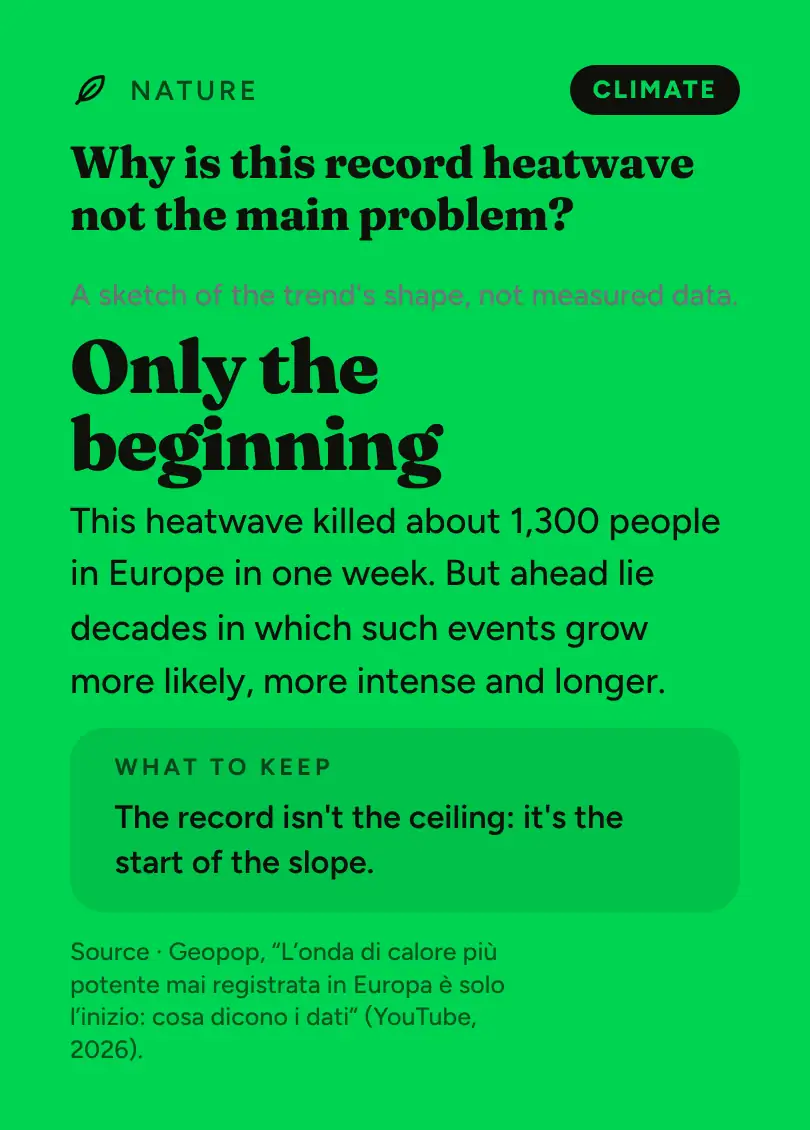 NATURE
CLIMATE
Why is this record heatwave
not the main problem?
A sketch of the trend's shape, not measured data.
Only the
beginning
This heatwave killed about 1,300 people
in Europe in one week. But ahead lie
decades in which such events grow
more likely, more intense and longer.
WHAT TO KEEP
The record isn't the ceiling: it's the
start of the slope.
Source · Geopop, “L’onda di calore più
potente mai registrata in Europa è solo
l’inizio: cosa dicono i dati” (YouTube,
2026).